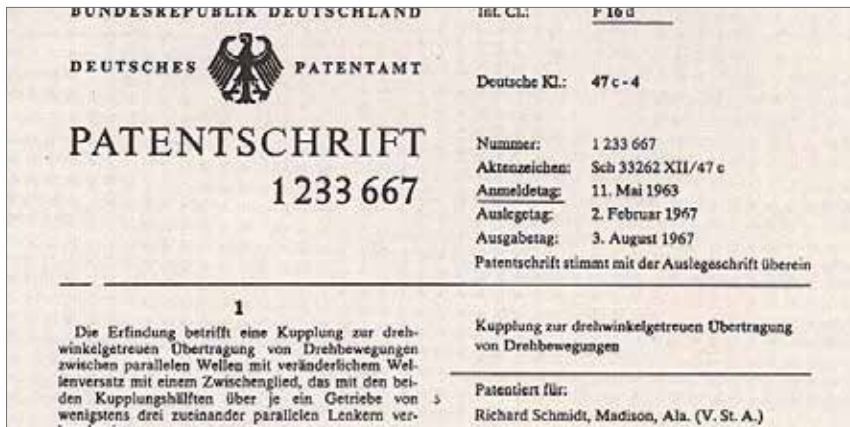 BUNDESREPUBLIK DEUTSCHLAND
DEUTSCHES PATENTAMT
PATENTSCHRIFT
1 233 667
Int. Cl.: F 16 d
Deutsche Kl.: 47 c - 4
Nummer: 1 233 667
Aktenzeichen: Sch 33262 XII/47 c
Anmeldetag: 11. Mai 1963
Auslegetag: 2. Februar 1967
Ausgabetag: 3. August 1967
Patentschrift stimmt mit der Auslegeschrift überein
1
Die Erfindung betrifft eine Kupplung zur dreh-
winkelgetreuen Übertragung von Drehbewegungen
zwischen parallelen Wellen mit veränderlichem Wel-
lenversatz mit einem Zwischenglied, das mit den bei-
den Kupplungshälften über je ein Getriebe von 5
wenigstens drei zueinander parallelen Lenkern ver-
Kupplung zur drehwinkelgetreuen Übertragung
von Drehbewegungen
Patentiert für:
Richard Schmidt, Madison, Ala. (V. St. A.)